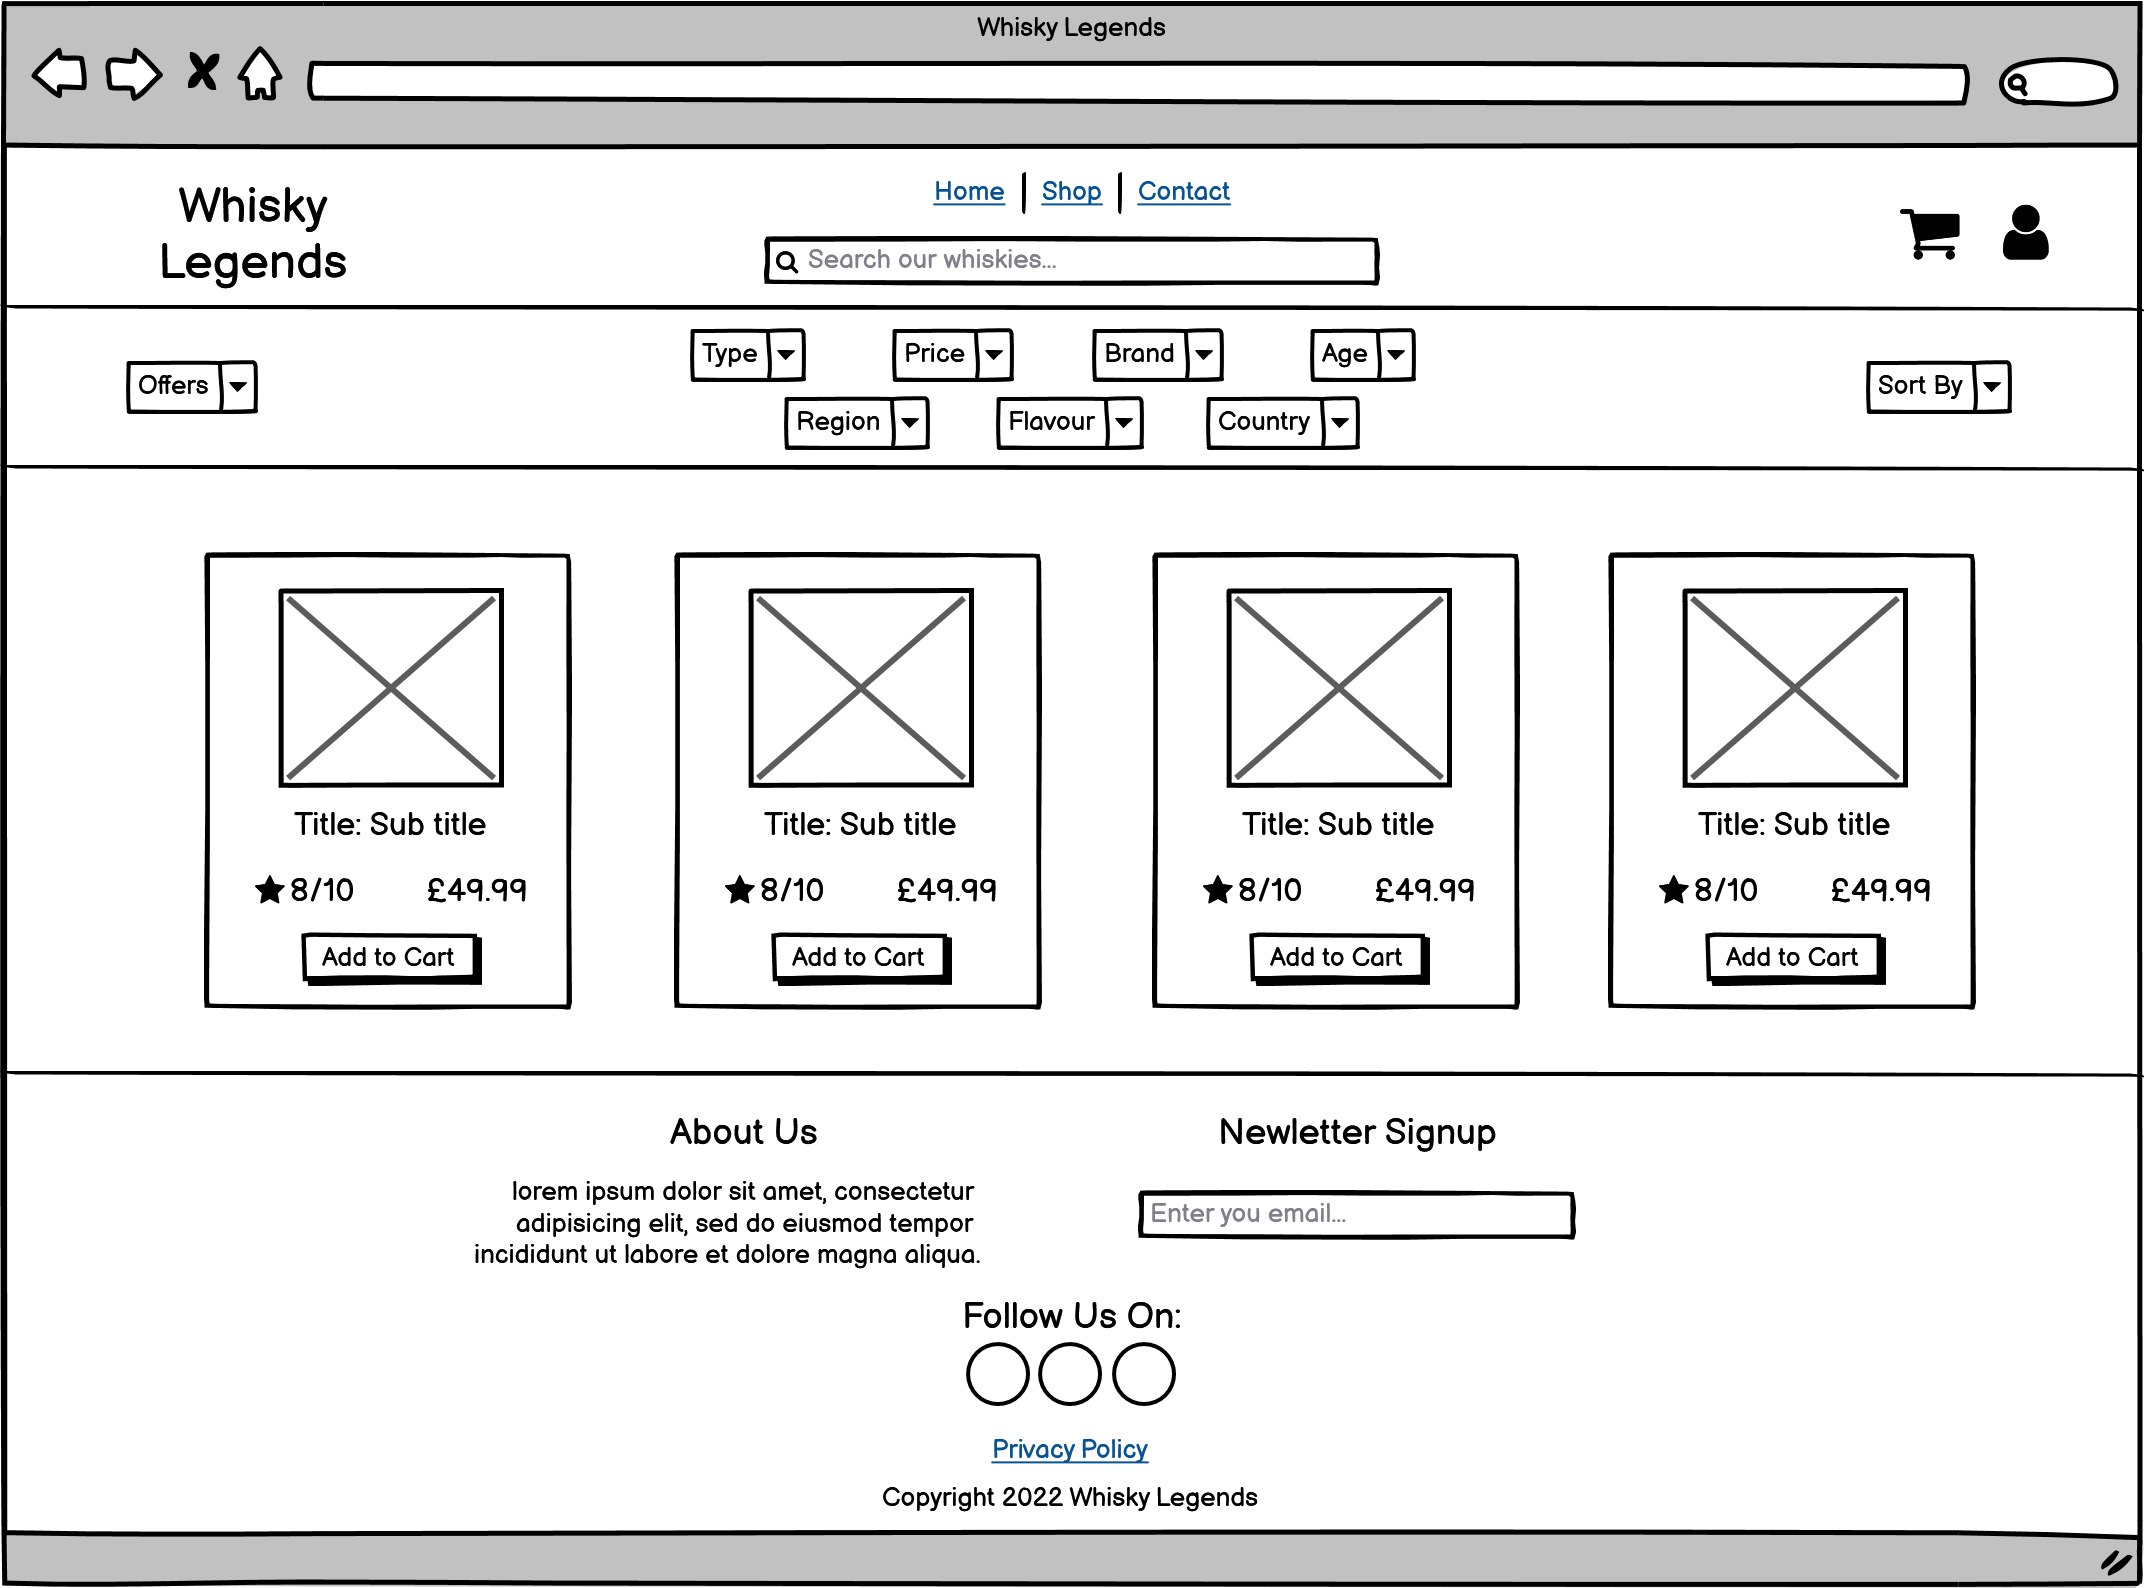 Whisky Legends
Whisky
Legends
Home Shop Contact
Search our whiskies...
Offers
Type Price Brand Age
Region Flavour Country
Sort By
Title: Sub title
8/10 £49.99
Add to Cart
Title: Sub title
8/10 £49.99
Add to Cart
Title: Sub title
8/10 £49.99
Add to Cart
Title: Sub title
8/10 £49.99
Add to Cart
About Us
lorem ipsum dolor sit amet, consectetur
adipisicing elit, sed do eiusmod tempor
incididunt ut labore et dolore magna aliqua.
Newletter Signup
Enter you email...
Follow Us On:
Privacy Policy
Copyright 2022 Whisky Legends